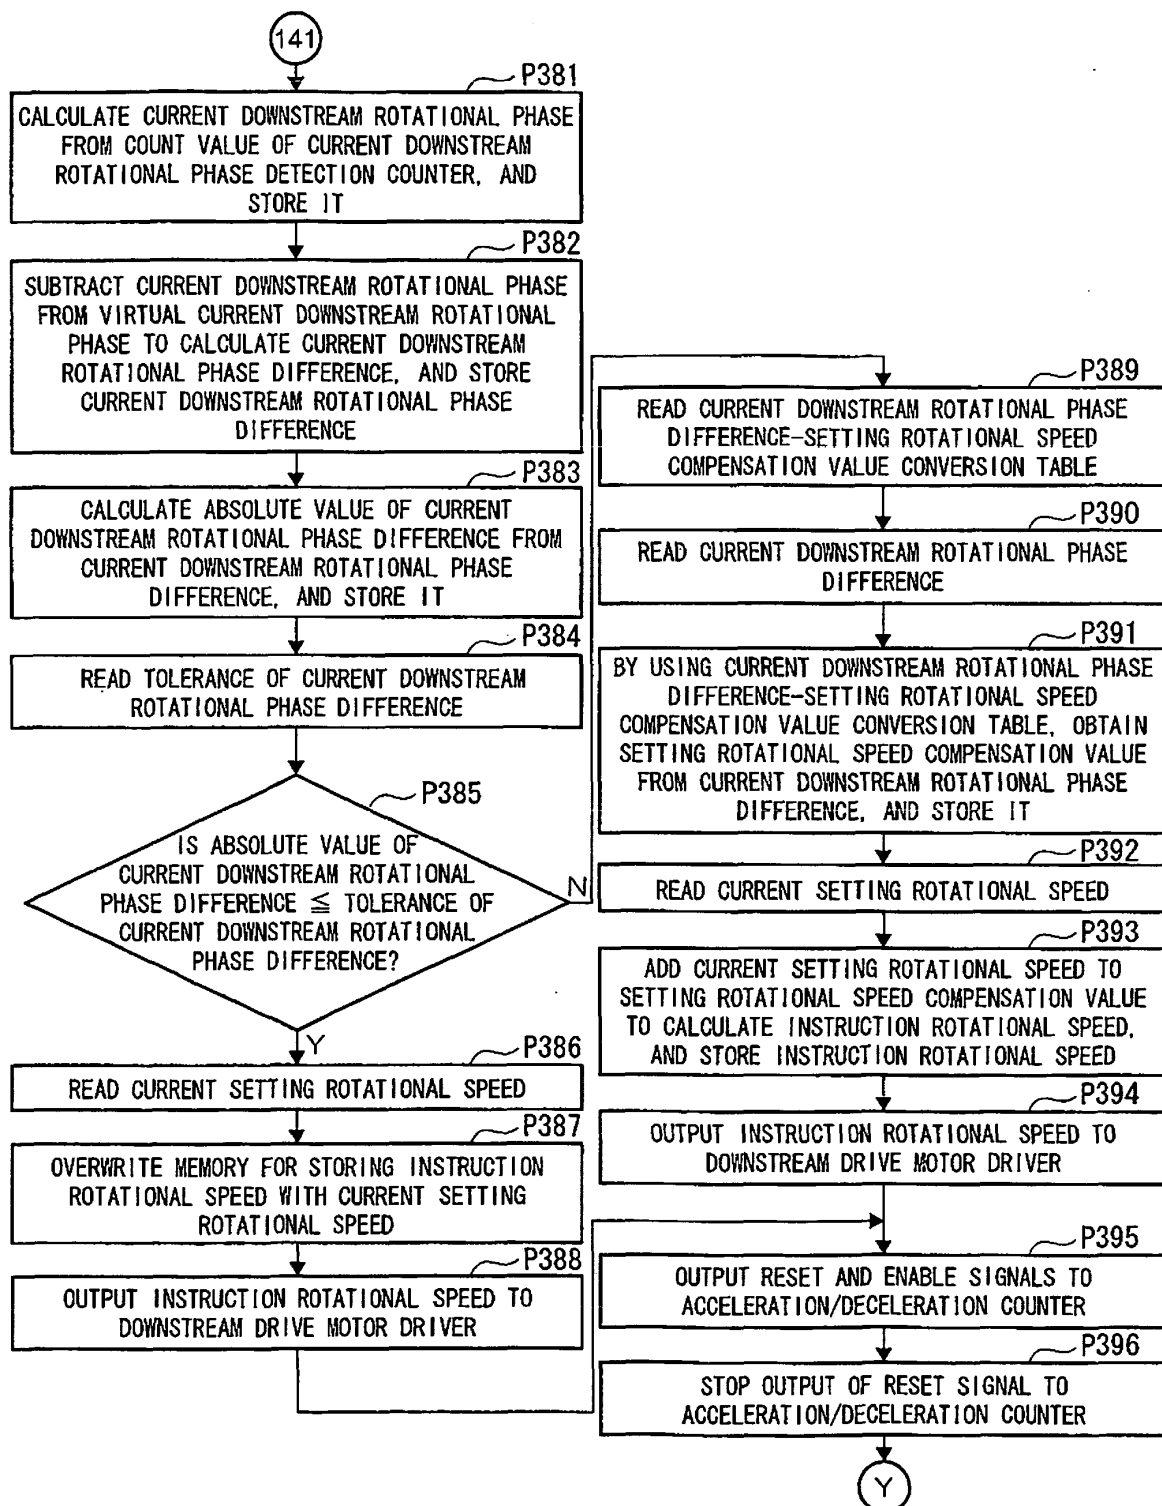 141
P381
CALCULATE CURRENT DOWNSTREAM ROTATIONAL PHASE
FROM COUNT VALUE OF CURRENT DOWNSTREAM
ROTATIONAL PHASE DETECTION COUNTER, AND
STORE IT
P382
SUBTRACT CURRENT DOWNSTREAM ROTATIONAL PHASE
FROM VIRTUAL CURRENT DOWNSTREAM ROTATIONAL
PHASE TO CALCULATE CURRENT DOWNSTREAM
ROTATIONAL PHASE DIFFERENCE, AND STORE
CURRENT DOWNSTREAM ROTATIONAL PHASE
DIFFERENCE
P383
CALCULATE ABSOLUTE VALUE OF CURRENT
DOWNSTREAM ROTATIONAL PHASE DIFFERENCE FROM
CURRENT DOWNSTREAM ROTATIONAL PHASE
DIFFERENCE, AND STORE IT
P384
READ TOLERANCE OF CURRENT DOWNSTREAM
ROTATIONAL PHASE DIFFERENCE
P385
IS ABSOLUTE VALUE OF
CURRENT DOWNSTREAM ROTATIONAL
PHASE DIFFERENCE ≦ TOLERANCE OF
CURRENT DOWNSTREAM ROTATIONAL
PHASE DIFFERENCE?
N
Y
P386
READ CURRENT SETTING ROTATIONAL SPEED
P387
OVERWRITE MEMORY FOR STORING INSTRUCTION
ROTATIONAL SPEED WITH CURRENT SETTING
ROTATIONAL SPEED
P388
OUTPUT INSTRUCTION ROTATIONAL SPEED TO
DOWNSTREAM DRIVE MOTOR DRIVER
P389
READ CURRENT DOWNSTREAM ROTATIONAL PHASE
DIFFERENCE-SETTING ROTATIONAL SPEED
COMPENSATION VALUE CONVERSION TABLE
P390
READ CURRENT DOWNSTREAM ROTATIONAL PHASE
DIFFERENCE
P391
BY USING CURRENT DOWNSTREAM ROTATIONAL PHASE
DIFFERENCE-SETTING ROTATIONAL SPEED
COMPENSATION VALUE CONVERSION TABLE, OBTAIN
SETTING ROTATIONAL SPEED COMPENSATION VALUE
FROM CURRENT DOWNSTREAM ROTATIONAL PHASE
DIFFERENCE, AND STORE IT
P392
READ CURRENT SETTING ROTATIONAL SPEED
P393
ADD CURRENT SETTING ROTATIONAL SPEED TO
SETTING ROTATIONAL SPEED COMPENSATION VALUE
TO CALCULATE INSTRUCTION ROTATIONAL SPEED,
AND STORE INSTRUCTION ROTATIONAL SPEED
P394
OUTPUT INSTRUCTION ROTATIONAL SPEED TO
DOWNSTREAM DRIVE MOTOR DRIVER
P395
OUTPUT RESET AND ENABLE SIGNALS TO
ACCELERATION/DECELERATION COUNTER
P396
STOP OUTPUT OF RESET SIGNAL TO
ACCELERATION/DECELERATION COUNTER
Y